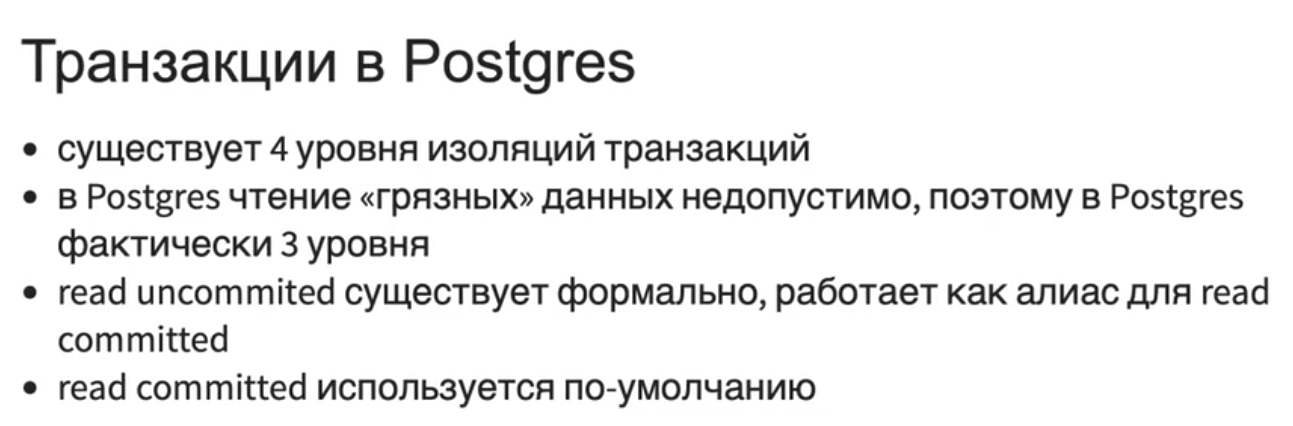 Транзакции в Postgres
• существует 4 уровня изоляций транзакций
• в Postgres чтение «грязных» данных недопустимо, поэтому в Postgres
фактически 3 уровня
• read uncommited существует формально, работает как алиас для read
committed
• read committed используется по-умолчанию